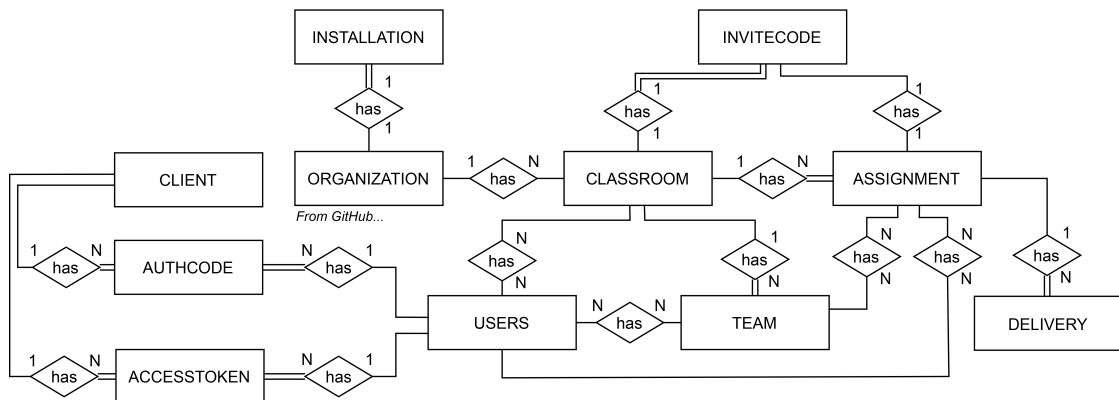 INSTALLATION
INVITECODE
1
has
1
1
has
1
1
has
1
CLIENT
ORGANIZATION
1
has
N
CLASSROOM
1
has
N
ASSIGNMENT
From GitHub...
1
has
N
AUTHCODE
N
has
1
N
has
N
1
has
N
N
has
N
N
has
N
1
has
N
USERS
N
has
N
TEAM
DELIVERY
1
has
N
ACCESSTOKEN
N
has
1